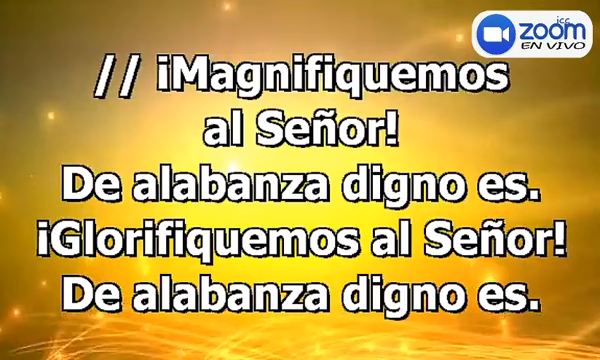 icc
zoom
EN VIVO
// ¡Magnifiquemos
al Señor!
De alabanza digno es.
¡Glorifiquemos al Señor!
De alabanza digno es.